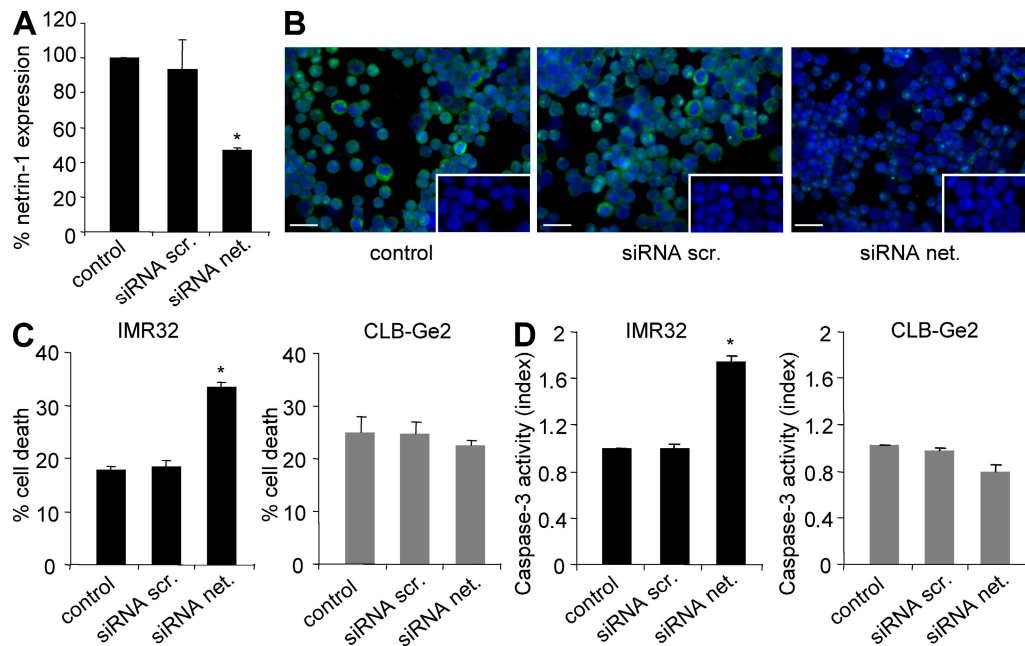 A
% netrin-1 expression
120
100
80
60
40
20
0
control
siRNA scr.
siRNA net.
*
B
control
siRNA scr.
siRNA net.
C
IMR32
% cell death
40
30
20
10
0
*
control
siRNA scr.
siRNA net.
CLB-Ge2
% cell death
40
30
20
10
0
control
siRNA scr.
siRNA net.
D
IMR32
Caspase-3 activity (index)
2
1.6
1.2
0.8
0.4
0
*
control
siRNA scr.
siRNA net.
CLB-Ge2
Caspase-3 activity (index)
2
1.6
1.2
0.8
0.4
0
control
siRNA scr.
siRNA net.